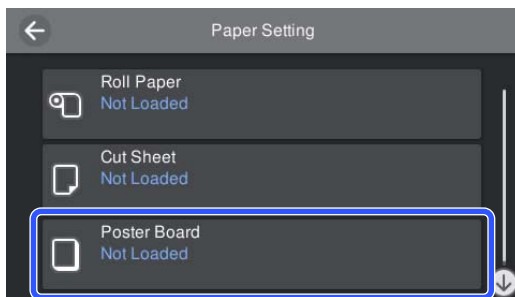 Paper Setting
Roll Paper
Not Loaded
Cut Sheet
Not Loaded
Poster Board
Not Loaded